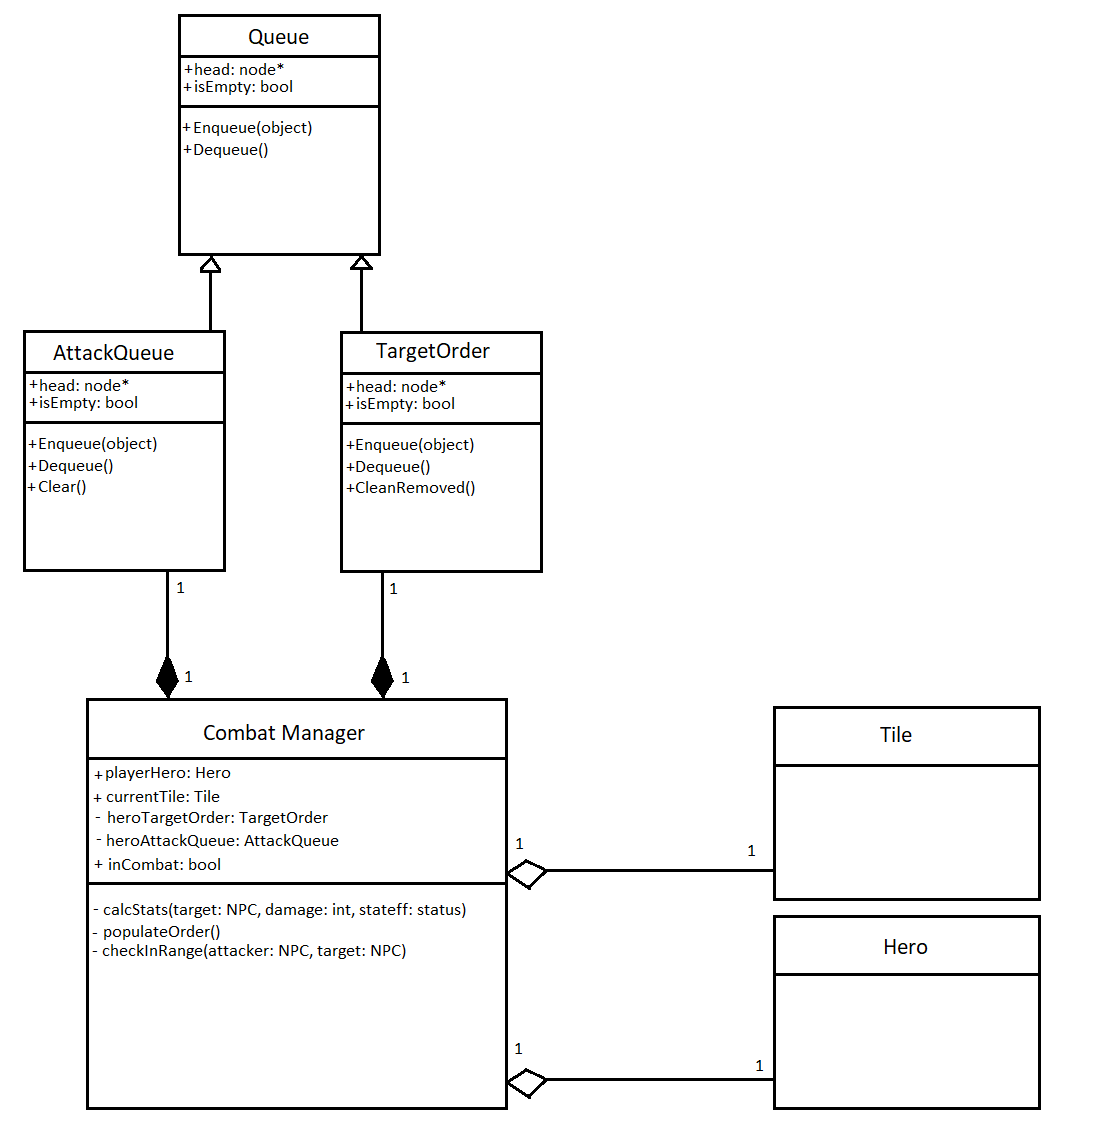 Queue
+head: node*
+isEmpty: bool
+Enqueue(object)
+Dequeue()
AttackQueue
+head: node*
+isEmpty: bool
+Enqueue(object)
+Dequeue()
+Clear()
TargetOrder
+head: node*
+isEmpty: bool
+Enqueue(object)
+Dequeue()
+CleanRemoved()
1
1
1
1
Combat Manager
+ playerHero: Hero
+ currentTile: Tile
- heroTargetOrder: TargetOrder
- heroAttackQueue: AttackQueue
+ inCombat: bool
- calcStats(target: NPC, damage: int, stateff: status)
- populateOrder()
- checkInRange(attacker: NPC, target: NPC)
1
1
Tile
1
1
Hero